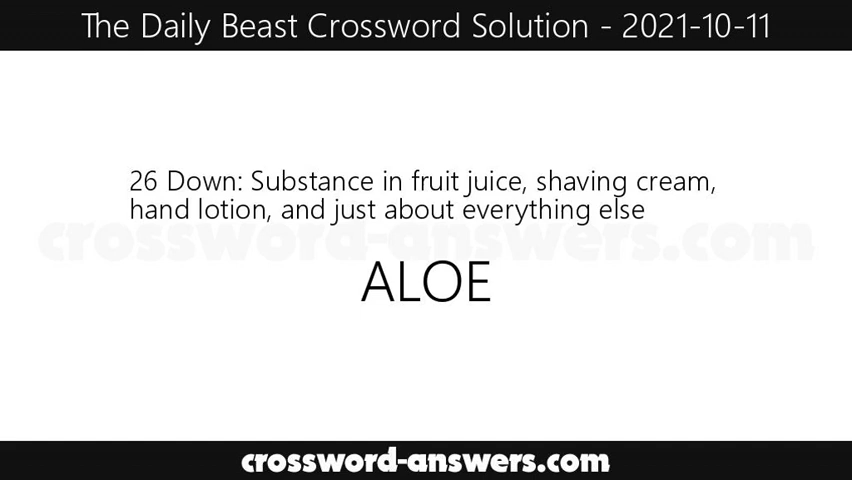 The Daily Beast Crossword Solution - 2021-10-11
26 Down: Substance in fruit juice, shaving cream,
hand lotion, and just about everything else
crossword-answers.com
ALOE
crossword-answers.com